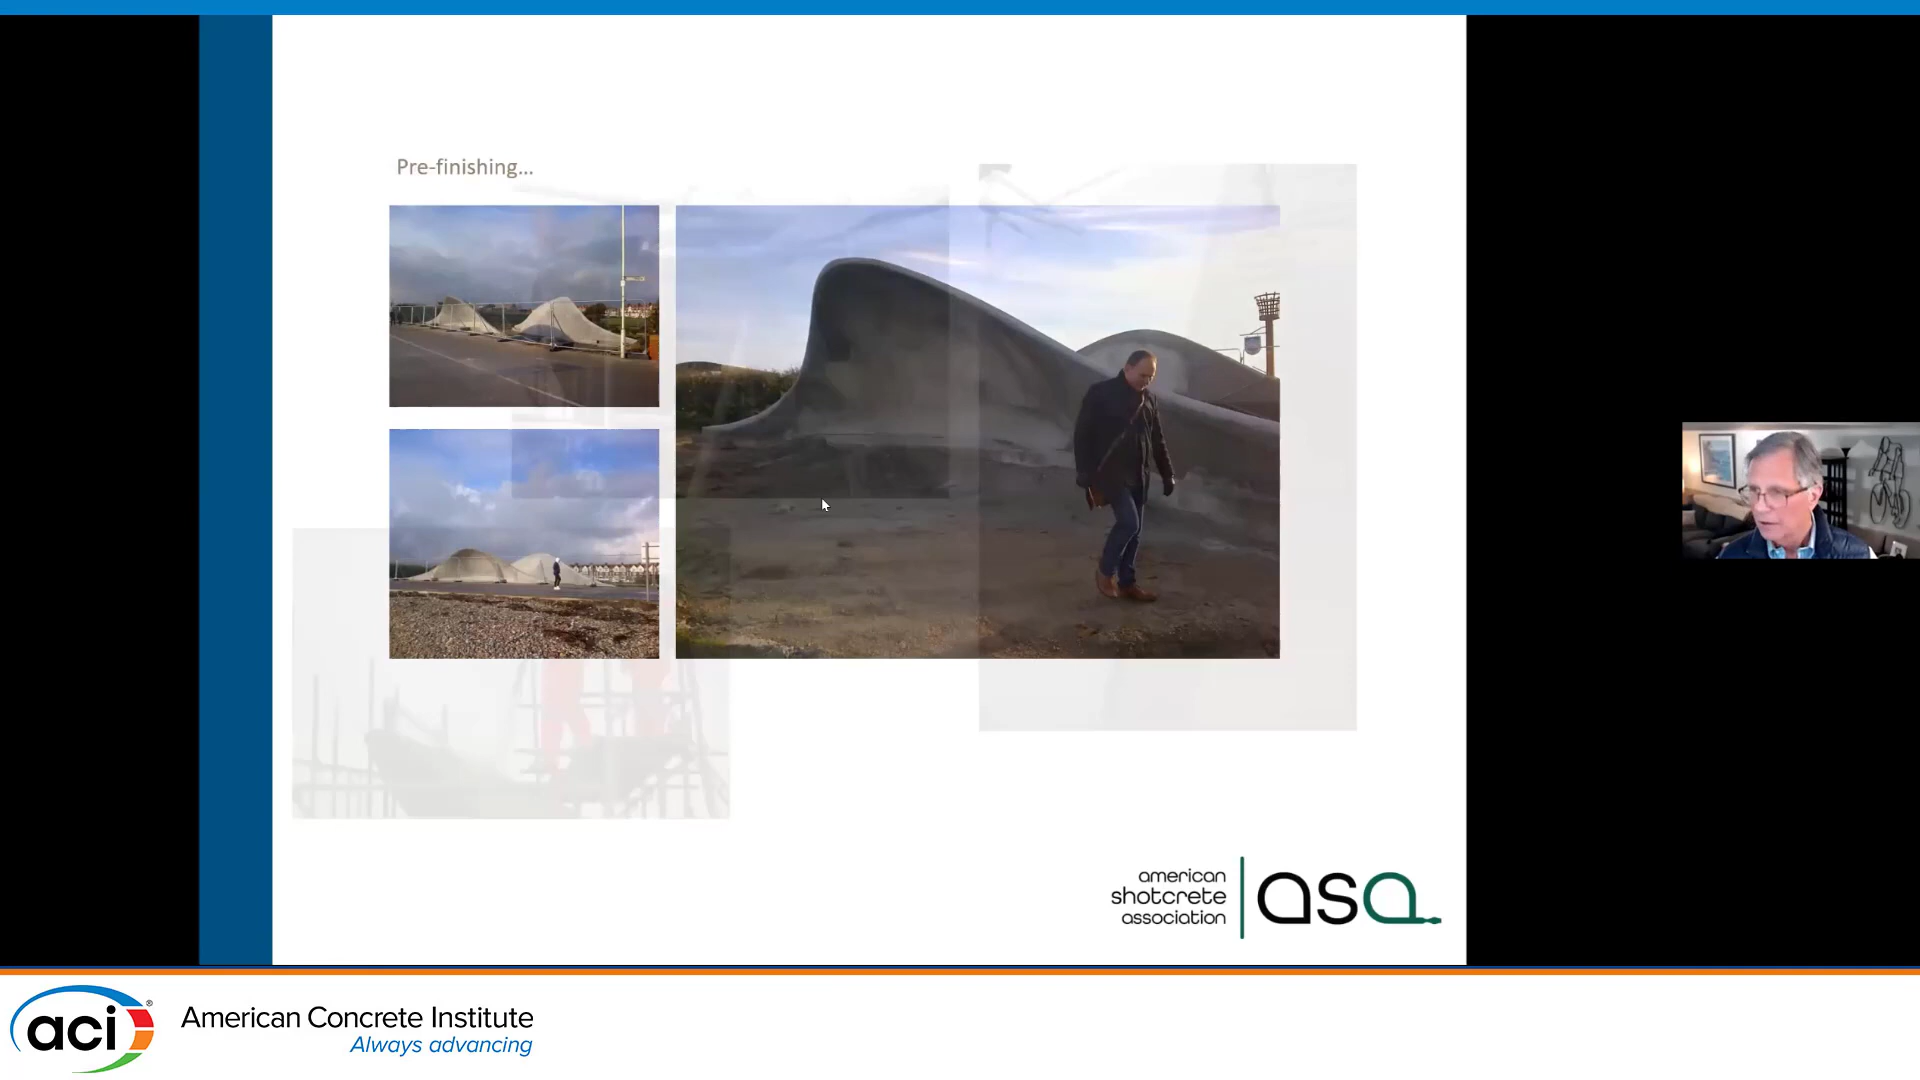 Pre-finishing...
american
shotcrete
association
asa
aci®
American Concrete Institute
Always advancing